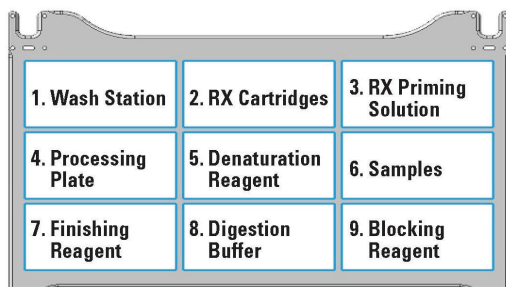 1. Wash Station
2. RX Cartridges
3. RX Priming
Solution
4. Processing
Plate
5. Denaturation
Reagent
6. Samples
7. Finishing
Reagent
8. Digestion
Buffer
9. Blocking
Reagent